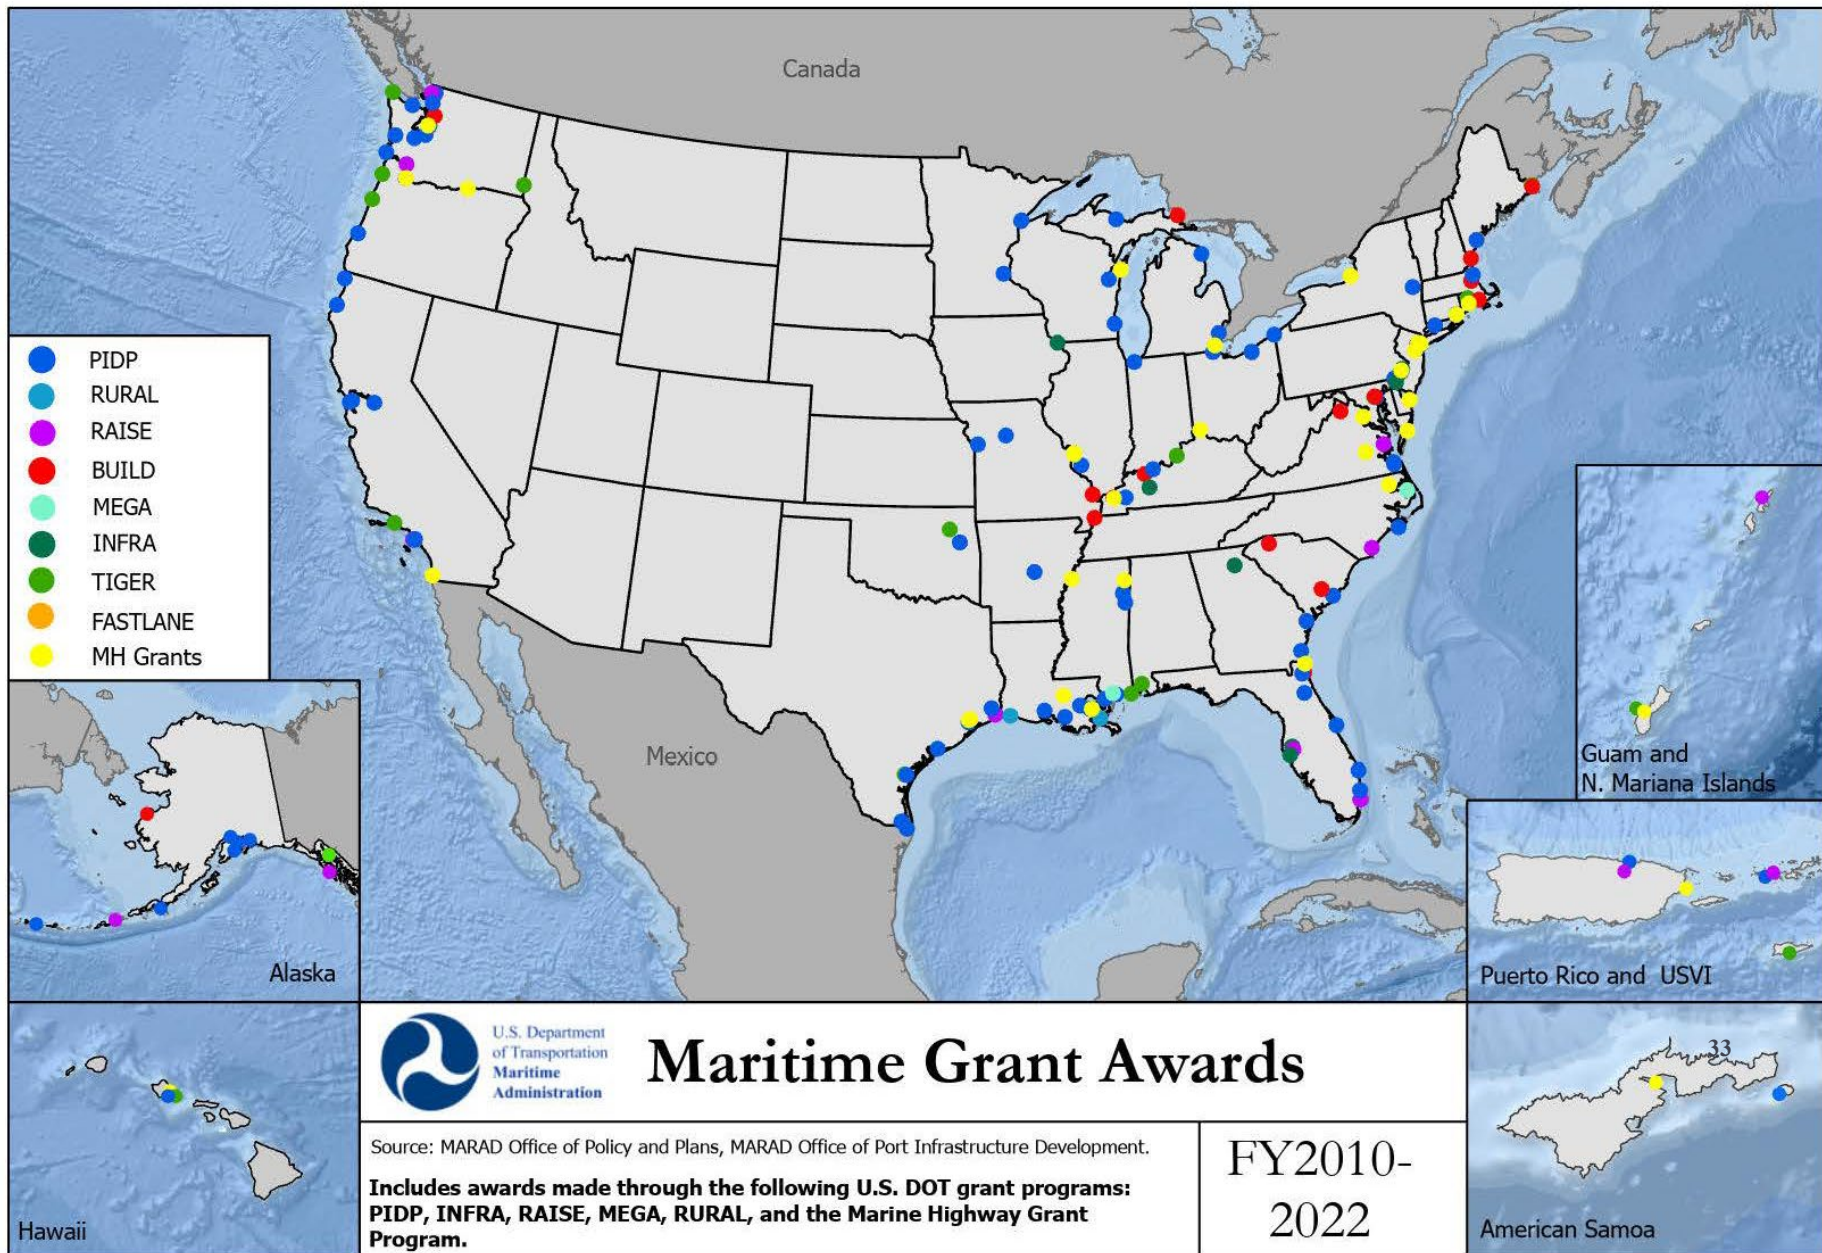 Canada
PIDP
RURAL
RAISE
BUILD
MEGA
INFRA
TIGER
FASTLANE
MH Grants
Mexico
Guam and
N. Mariana Islands
Alaska
Puerto Rico and USVI
Hawaii
U.S. Department
of Transportation
Maritime
Administration
Maritime Grant Awards
Source: MARAD Office of Policy and Plans, MARAD Office of Port Infrastructure Development.
Includes awards made through the following U.S. DOT grant programs:
PIDP, INFRA, RAISE, MEGA, RURAL, and the Marine Highway Grant
Program.
FY2010-
2022
33
American Samoa